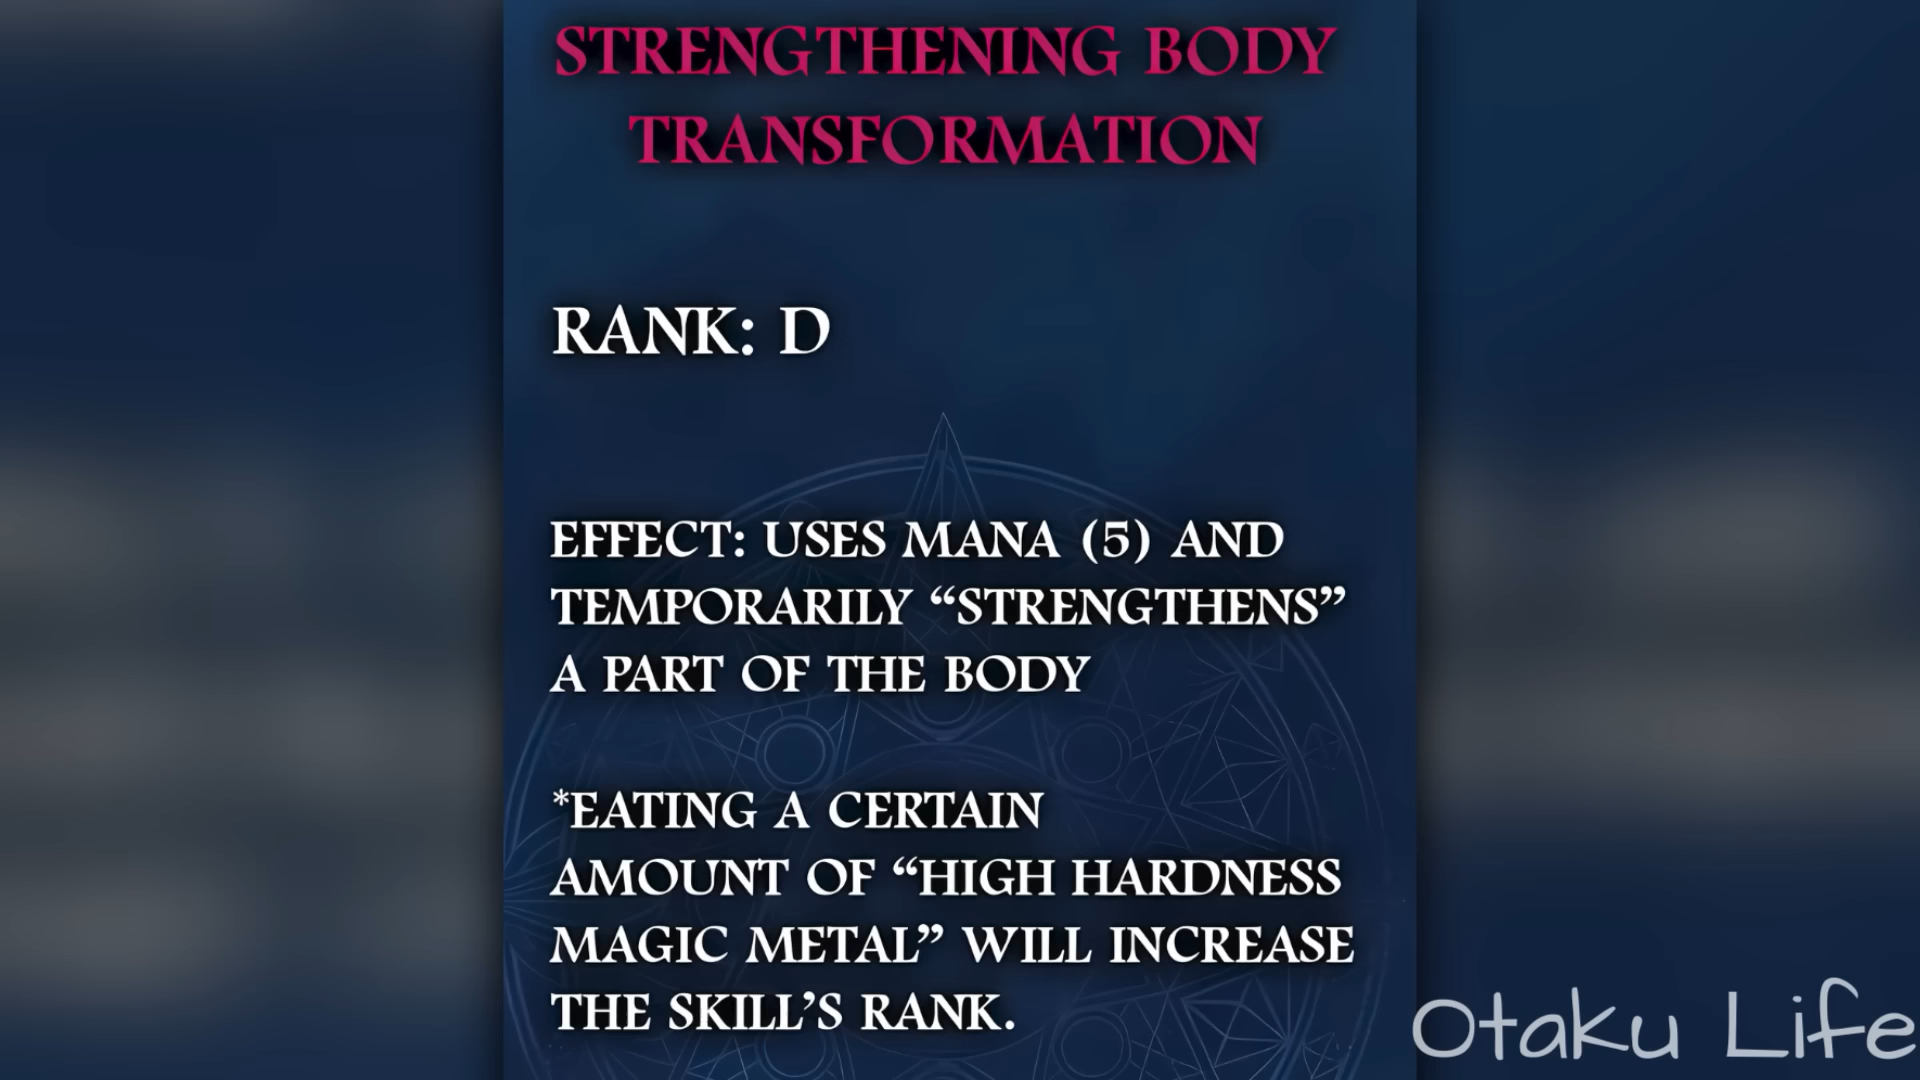 STRENGTHENING BODY
TRANSFORMATION
RANK: D
EFFECT: USES MANA (5) AND
TEMPORARILY “STRENGTHENS”
A PART OF THE BODY
*EATING A CERTAIN
AMOUNT OF “HIGH HARDNESS
MAGIC METAL” WILL INCREASE
THE SKILL’S RANK.
Otaku Life